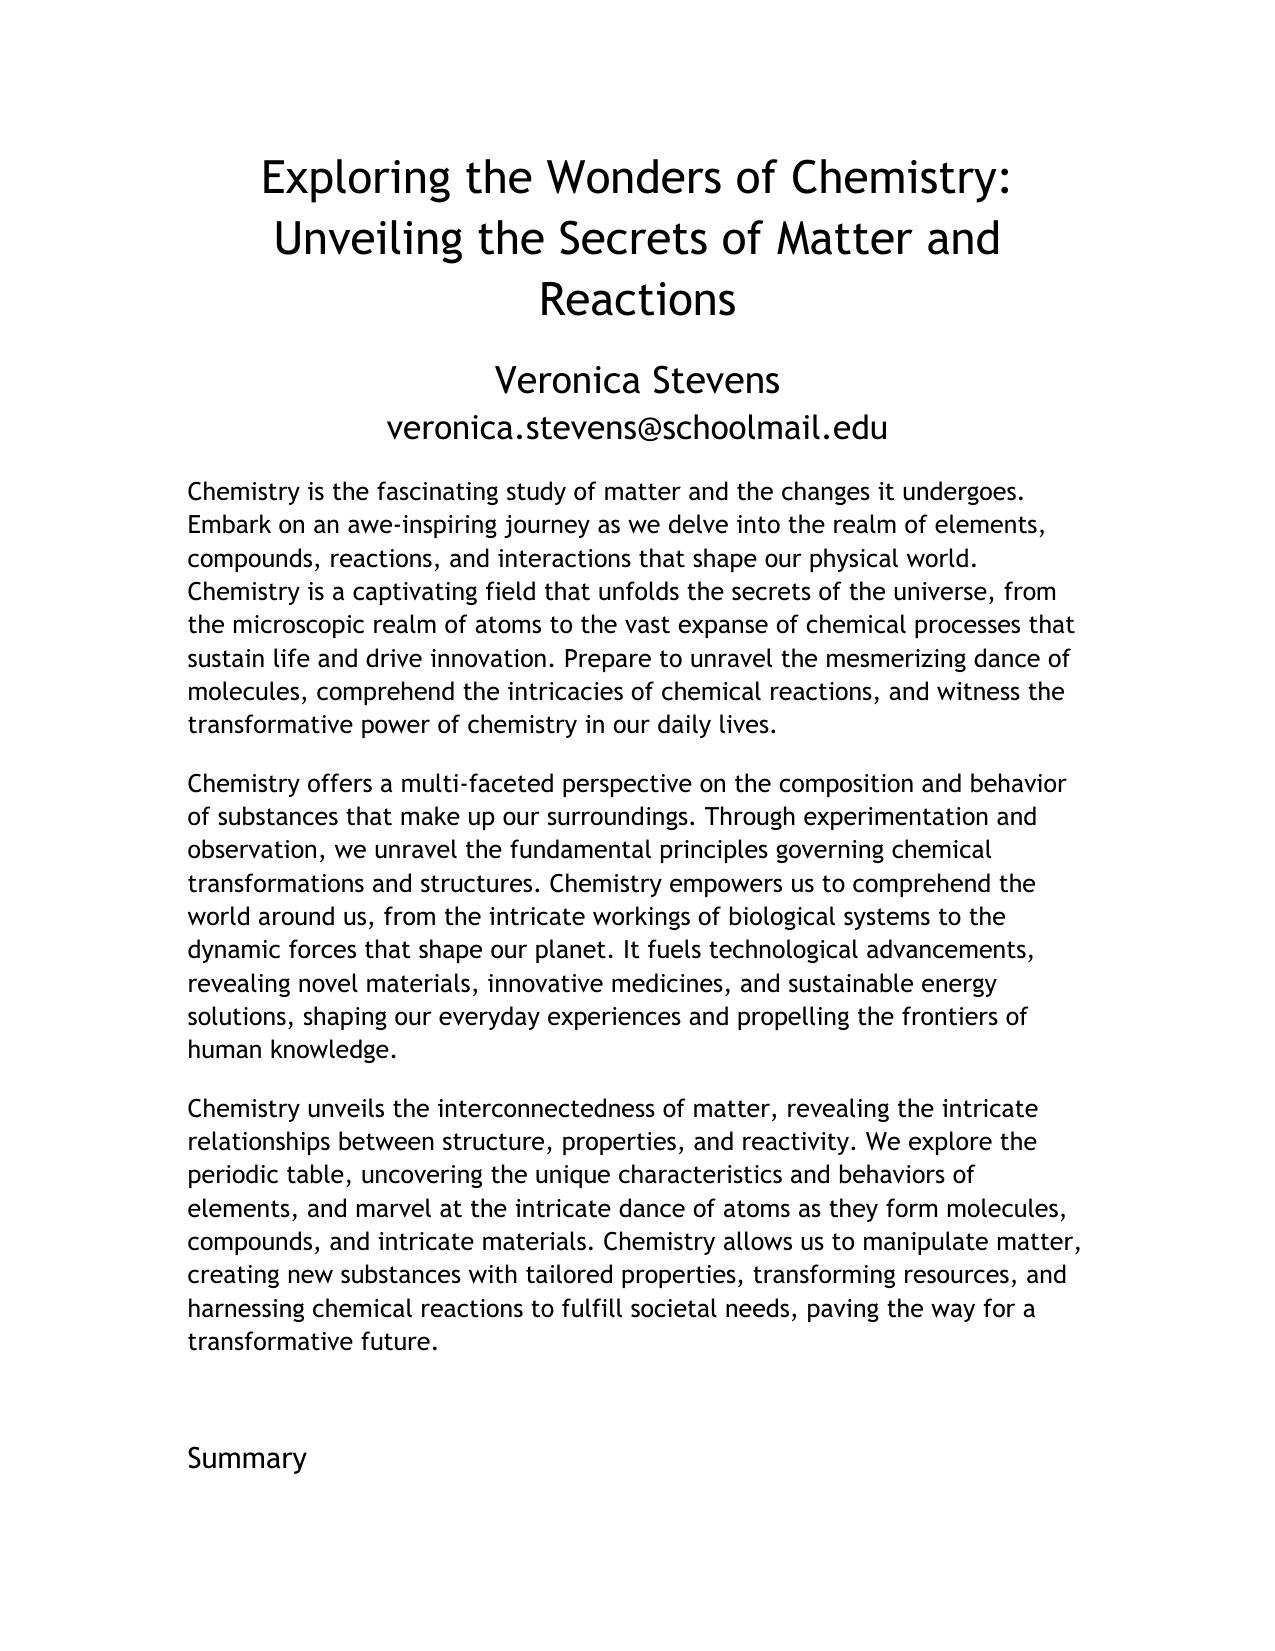 Exploring the Wonders of Chemistry:
Unveiling the Secrets of Matter and
Reactions
Veronica Stevens
veronica.stevens@schoolmail.edu
Chemistry is the fascinating study of matter and the changes it undergoes.
Embark on an awe-inspiring journey as we delve into the realm of elements,
compounds, reactions, and interactions that shape our physical world.
Chemistry is a captivating field that unfolds the secrets of the universe, from
the microscopic realm of atoms to the vast expanse of chemical processes that
sustain life and drive innovation. Prepare to unravel the mesmerizing dance of
molecules, comprehend the intricacies of chemical reactions, and witness the
transformative power of chemistry in our daily lives.
Chemistry offers a multi-faceted perspective on the composition and behavior
of substances that make up our surroundings. Through experimentation and
observation, we unravel the fundamental principles governing chemical
transformations and structures. Chemistry empowers us to comprehend the
world around us, from the intricate workings of biological systems to the
dynamic forces that shape our planet. It fuels technological advancements,
revealing novel materials, innovative medicines, and sustainable energy
solutions, shaping our everyday experiences and propelling the frontiers of
human knowledge.
Chemistry unveils the interconnectedness of matter, revealing the intricate
relationships between structure, properties, and reactivity. We explore the
periodic table, uncovering the unique characteristics and behaviors of
elements, and marvel at the intricate dance of atoms as they form molecules,
compounds, and intricate materials. Chemistry allows us to manipulate matter,
creating new substances with tailored properties, transforming resources, and
harnessing chemical reactions to fulfill societal needs, paving the way for a
transformative future.
Summary